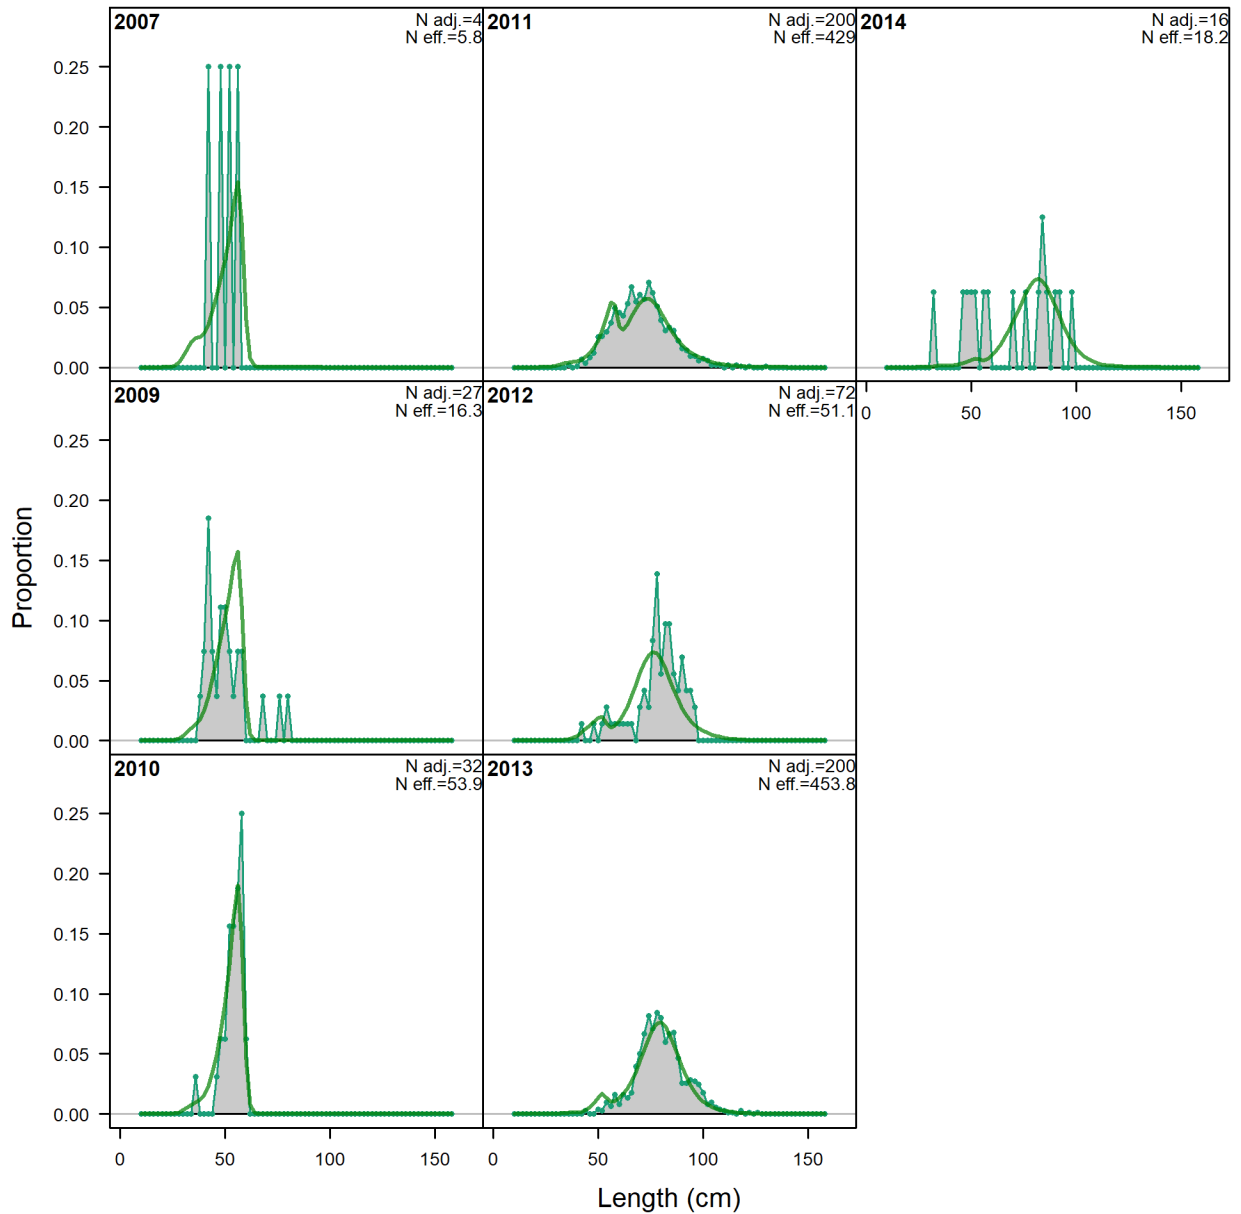 2007
N adj.=4
N eff.=5.8
2011
N adj.=200
N eff.=429
2014
N adj.=16
N eff.=18.2
0.25
0.20
0.15
0.10
0.05
0.00
0 50 100 150
2009
N adj.=27
N eff.=16.3
2012
N adj.=72
N eff.=51.1
0.25
0.20
0.15
0.10
0.05
0.00
2010
N adj.=32
N eff.=53.9
2013
N adj.=200
N eff.=453.8
0.25
0.20
0.15
0.10
0.05
0.00
0 50 100 150
0 50 100 150
Proportion
Length (cm)